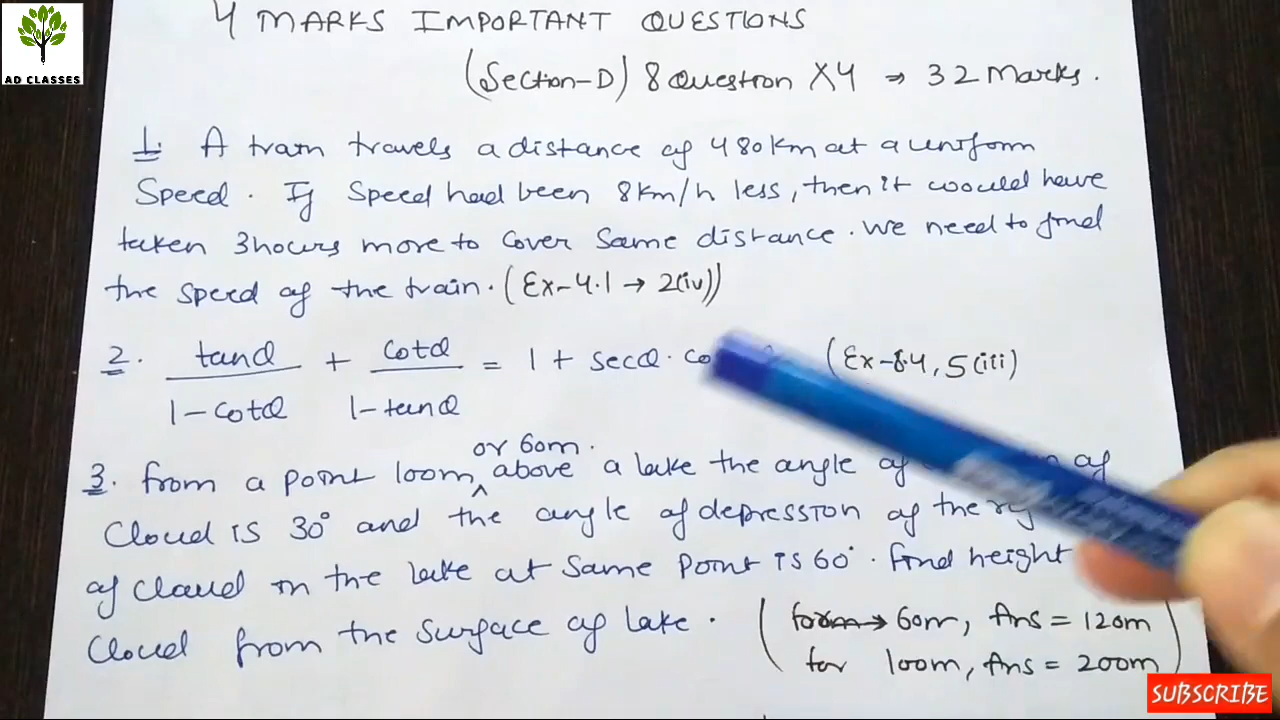 4 MARKS IMPORTANT QUESTIONS
AD CLASSES
(Section-D) 8 Question X4 → 32 Marks.
1. A train travels a distance of 480km at a uniform
Speed. If Speed had been 8km/h less, then it would have
taken 3hours more to Cover Same distance. We need to find
the speed of the train. (Ex-4.1 → 2(iv))
2. tanθ/1-cotθ + cotθ/1-tanθ = 1 + secθ. co (Ex-8.4, 5(iii)
or 60m.
3. from a point 100m ^ above a lake the angle of of
Cloud is 30° and the angle of depression of the
of Cloud in the lake at Same Point is 60°. find height
Cloud from the surface of lake.
( 60m, Ans = 120m
for 100m, Ans = 200m )
SUBSCRIBE